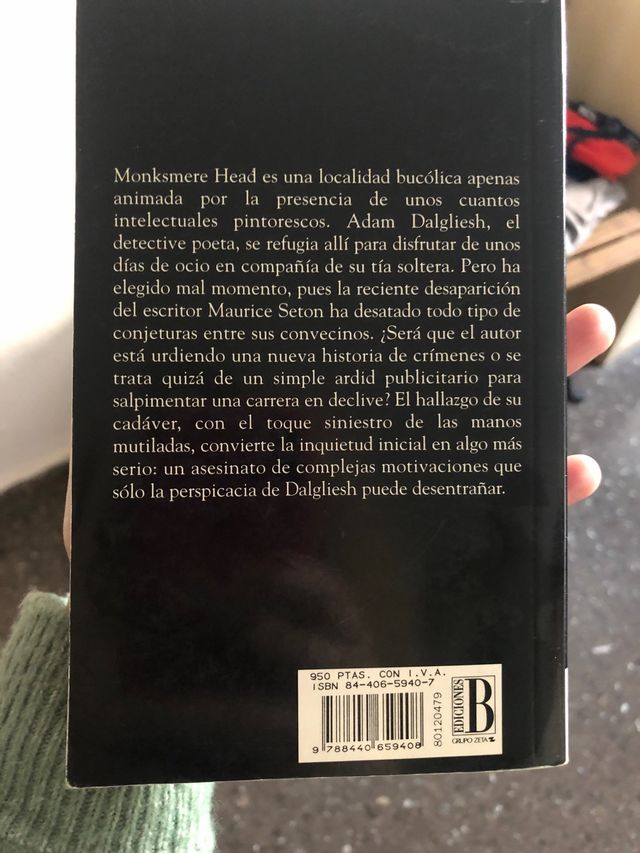 Monksmere Head es una localidad bucólica apenas
animada por la presencia de unos cuantos
intelectuales pintorescos. Adam Dalgliesh, el
detective poeta, se refugia allí para disfrutar de unos
días de ocio en compañía de su tía soltera. Pero ha
elegido mal momento, pues la reciente desaparición
del escritor Maurice Seton ha desatado todo tipo de
conjeturas entre sus convecinos. ¿Será que el autor
está urdiendo una nueva historia de crímenes o se
trata quizá de un simple ardid publicitario para
salpimentar una carrera en declive? El hallazgo de su
cadáver, con el toque siniestro de las manos
mutiladas, convierte la inquietud inicial en algo más
serio: un asesinato de complejas motivaciones que
sólo la perspicacia de Dalgliesh puede desentrañar.
950 PTAS. CON I.V.A.
ISBN 84-406-5940-7
9 788440 659408
80120479
EDICIONES
B
GRUPO ZETA